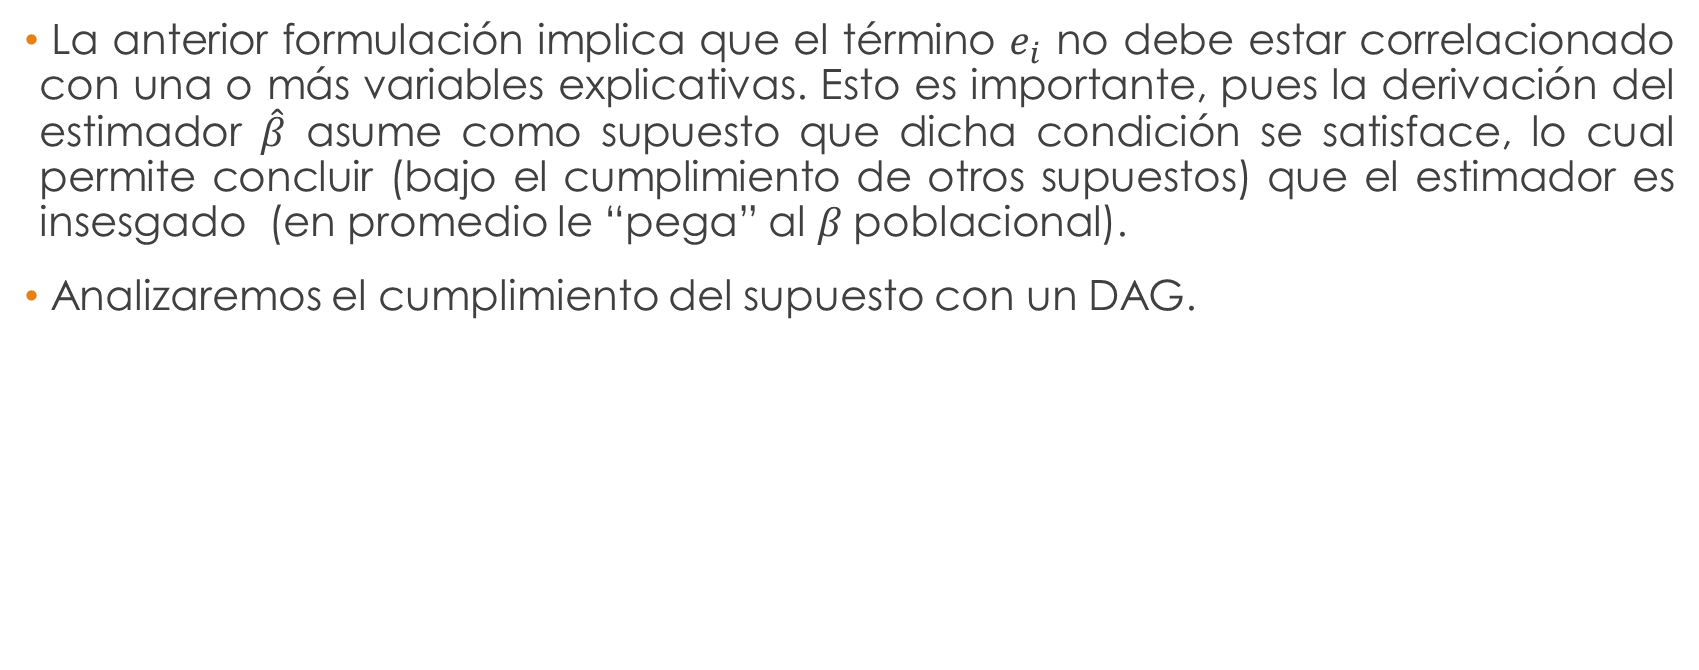 • La anterior formulación implica que el término 𝑒ᵢ no debe estar correlacionado
con una o más variables explicativas. Esto es importante, pues la derivación del
estimador β̂ asume como supuesto que dicha condición se satisface, lo cual
permite concluir (bajo el cumplimiento de otros supuestos) que el estimador es
insesgado (en promedio le “pega” al β poblacional).
• Analizaremos el cumplimiento del supuesto con un DAG.